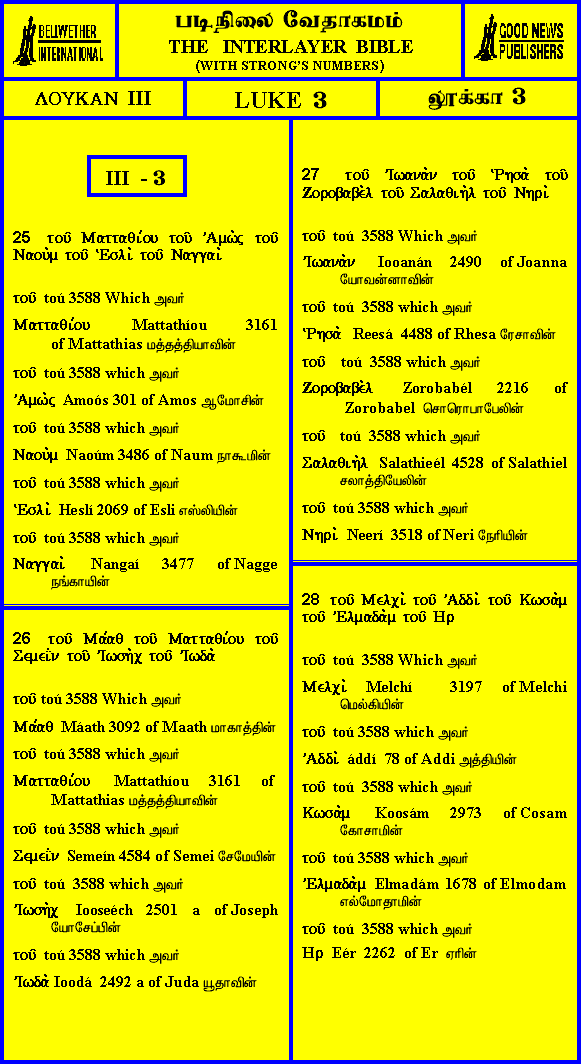 BELLWETHER
INTERNATIONAL
படிநிலை வேதாகமம்
THE INTERLAYER BIBLE
(WITH STRONG'S NUMBERS)
GOOD NEWS
PUBLISHERS
ΛΟΥΚΑΝ III
LUKE 3
லூக்கா 3
III - 3
25 τοῦ Ματταθίου τοῦ Ἀμὼς τοῦ
Ναοὺμ τοῦ Ἑσλὶ τοῦ Ναγγαὶ
τοῦ toú 3588 Which அவர்
Ματταθίου Mattathíou 3161
of Mattathias மத்தத்தியாவின்
τοῦ toú 3588 which அவர்
Ἀμὼς Amoós 301 of Amos ஆமோசின்
τοῦ toú 3588 which அவர்
Ναοὺμ Naoúm 3486 of Naum நாகூமின்
τοῦ toú 3588 which அவர்
Ἑσλὶ Heslí 2069 of Esli எஸ்லியின்
τοῦ toú 3588 which அவர்
Ναγγαὶ Nangaí 3477 of Nagge
நங்காயின்
26 τοῦ Μάαθ τοῦ Ματταθίου τοῦ
Σεμεΐν τοῦ Ἰωσὴχ τοῦ Ἰωδὰ
τοῦ toú 3588 Which அவர்
Μάαθ Máath 3092 of Maath மாகாத்தின்
τοῦ toú 3588 which அவர்
Ματταθίου Mattathíou 3161 of
Mattathias மத்தத்தியாவின்
τοῦ toú 3588 which அவர்
Σεμεΐν Semeín 4584 of Semei சேமேயின்
τοῦ toú 3588 which அவர்
Ἰωσὴχ Iooseéch 2501 a of Joseph
யோசேப்பின்
τοῦ toú 3588 which அவர்
Ἰωδὰ Ioodá 2492 a of Juda யூதாவின்
27 τοῦ Ἰωανὰν τοῦ Ῥησὰ τοῦ
Ζοροβαβὲλ τοῦ Σαλαθιὴλ τοῦ Νηρὶ
τοῦ toú 3588 Which அவர்
Ἰωανὰν Iooanán 2490 of Joanna
யோவன்னாவின்
τοῦ toú 3588 which அவர்
Ῥησὰ Reesá 4488 of Rhesa ரேசாவின்
τοῦ toú 3588 which அவர்
Ζοροβαβὲλ Zorobabél 2216 of
Zorobabel சொரொபாபேலின்
τοῦ toú 3588 which அவர்
Σαλαθιὴλ Salathieél 4528 of Salathiel
சலாத்தியேலின்
τοῦ toú 3588 which அவர்
Νηρὶ Neerí 3518 of Neri நேரியின்
28 τοῦ Μελχὶ τοῦ Ἀδδὶ τοῦ Κωσὰμ
τοῦ Ἐλμαδὰμ τοῦ Ηρ
τοῦ toú 3588 Which அவர்
Μελχὶ Melchí 3197 of Melchi
மெல்கியின்
τοῦ toú 3588 which அவர்
Ἀδδὶ áddí 78 of Addi அத்தியின்
τοῦ toú 3588 which அவர்
Κωσὰμ Koosám 2973 of Cosam
கோசாமின்
τοῦ toú 3588 which அவர்
Ἐλμαδὰμ Elmadám 1678 of Elmodam
எல்மோதாமின்
τοῦ toú 3588 which அவர்
Ηρ Eér 2262 of Er ஏரின்